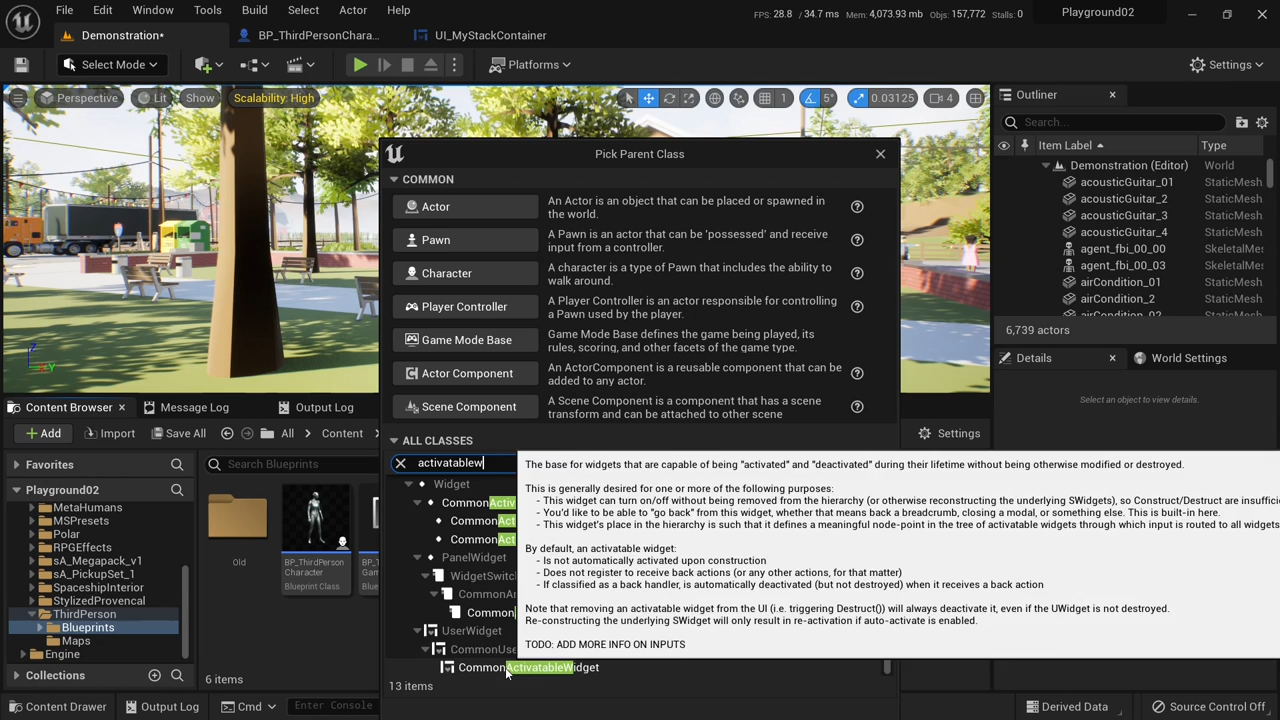 File Edit Window Tools Build Select Actor Help
FPS: 28.8 / 34.7 ms Mem: 4,073.93 mb Objs: 157,772 Stalls: 0
Playground02
Demonstration*
BP_ThirdPersonChara...
UI_MyStackContainer
Select Mode
Platforms
Settings
Perspective
Lit
Show
Scalability: High
1
5°
0.03125
4
Outliner
Search...
Item Label
Type
Demonstration (Editor) World
acousticGuitar_01 StaticMesh
acousticGuitar_2 StaticMesh
acousticGuitar_3 StaticMesh
acousticGuitar_4 StaticMesh
agent_fbi_00_00 SkeletalMes
agent_fbi_00_03 SkeletalMes
airCondition_01 StaticMesh
airCondition_2 StaticMesh
airCondition_02 StaticMesh
6,739 actors
Details
World Settings
Select an object to view details.
Pick Parent Class
COMMON
Actor
An Actor is an object that can be placed or spawned in
the world.
Pawn
A Pawn is an actor that can be 'possessed' and receive
input from a controller.
Character
A character is a type of Pawn that includes the ability to
walk around.
Player Controller
A Player Controller is an actor responsible for controlling
a Pawn used by the player.
Game Mode Base
Game Mode Base defines the game being played, its
rules, scoring, and other facets of the game type.
Actor Component
An ActorComponent is a reusable component that can be
added to any actor.
Scene Component
A Scene Component is a component that has a scene
transform and can be attached to other scene
ALL CLASSES
activatablew
Widget
CommonActiv
CommonAct
CommonAct
PanelWidget
WidgetSwitc
CommonAn
Common
UserWidget
CommonUse
CommonActivatableWidget
13 items
The base for widgets that are capable of being "activated" and "deactivated" during their lifetime without being otherwise modified or destroyed.
This is generally desired for one or more of the following purposes:
- This widget can turn on/off without being removed from the hierarchy (or otherwise reconstructing the underlying SWidgets), so Construct/Destruct are insufficie
- You'd like to be able to "go back" from this widget, whether that means back a breadcrumb, closing a modal, or something else. This is built-in here.
- This widget's place in the hierarchy is such that it defines a meaningful node-point in the tree of activatable widgets through which input is routed to all widgets
By default, an activatable widget:
- Is not automatically activated upon construction
- Does not register to receive back actions (or any other actions, for that matter)
- If classified as a back handler, is automatically deactivated (but not destroyed) when it receives a back action
Note that removing an activatable widget from the UI (i.e. triggering Destruct()) will always deactivate it, even if the UWidget is not destroyed.
Re-constructing the underlying SWidget will only result in re-activation if auto-activate is enabled.
TODO: ADD MORE INFO ON INPUTS
Content Browser
Message Log
Output Log
Add
Import
Save All
All
Content
Settings
Favorites
Search Blueprints
Playground02
MetaHumans
MSPresets
Polar
RPGEffects
sA_Megapack_v1
sA_PickupSet_1
SpaceshipInterior
StylizedProvencal
ThirdPerson
Blueprints
Maps
Engine
Collections
Old
BP_ThirdPerson
Character
Blueprint Class
BP_Th
Gam
Bluep
6 items
Content Drawer
Output Log
Cmd
Enter Console
Derived Data
Source Control Off